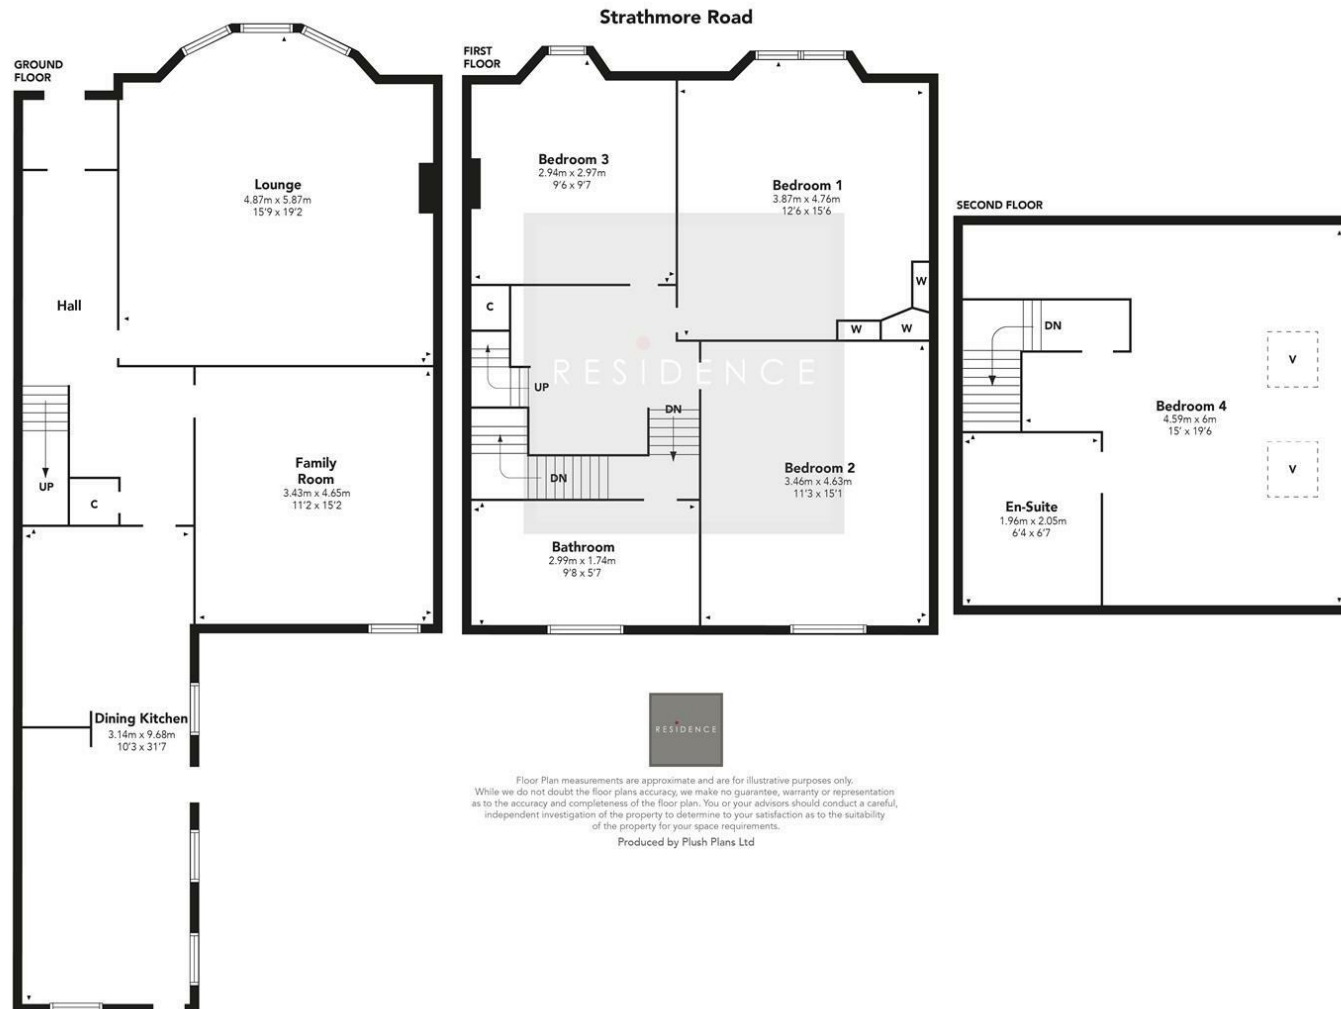 Strathmore Road
GROUND
FLOOR
Lounge
4.87m x 5.87m
15'9 x 19'2
Hall
UP
C
Family
Room
3.43m x 4.65m
11'2 x 15'2
Dining Kitchen
3.14m x 9.68m
10'3 x 31'7
FIRST
FLOOR
Bedroom 3
2.94m x 2.97m
9'6 x 9'7
Bedroom 1
3.87m x 4.76m
12'6 x 15'6
W
W
W
C
UP
DN
DN
RESIDENCE
Bedroom 2
3.46m x 4.63m
11'3 x 15'1
Bathroom
2.99m x 1.74m
9'8 x 5'7
SECOND FLOOR
DN
V
Bedroom 4
4.59m x 6m
15' x 19'6
V
En-Suite
1.96m x 2.05m
6'4 x 6'7
RESIDENCE
Floor Plan measurements are approximate and are for illustrative purposes only.
While we do not doubt the floor plans accuracy, we make no guarantee, warranty or representation
as to the accuracy and completeness of the floor plan. You or your advisors should conduct a careful,
independent investigation of the property to determine to your satisfaction as to the suitability
of the property for your space requirements.
Produced by Plush Plans Ltd